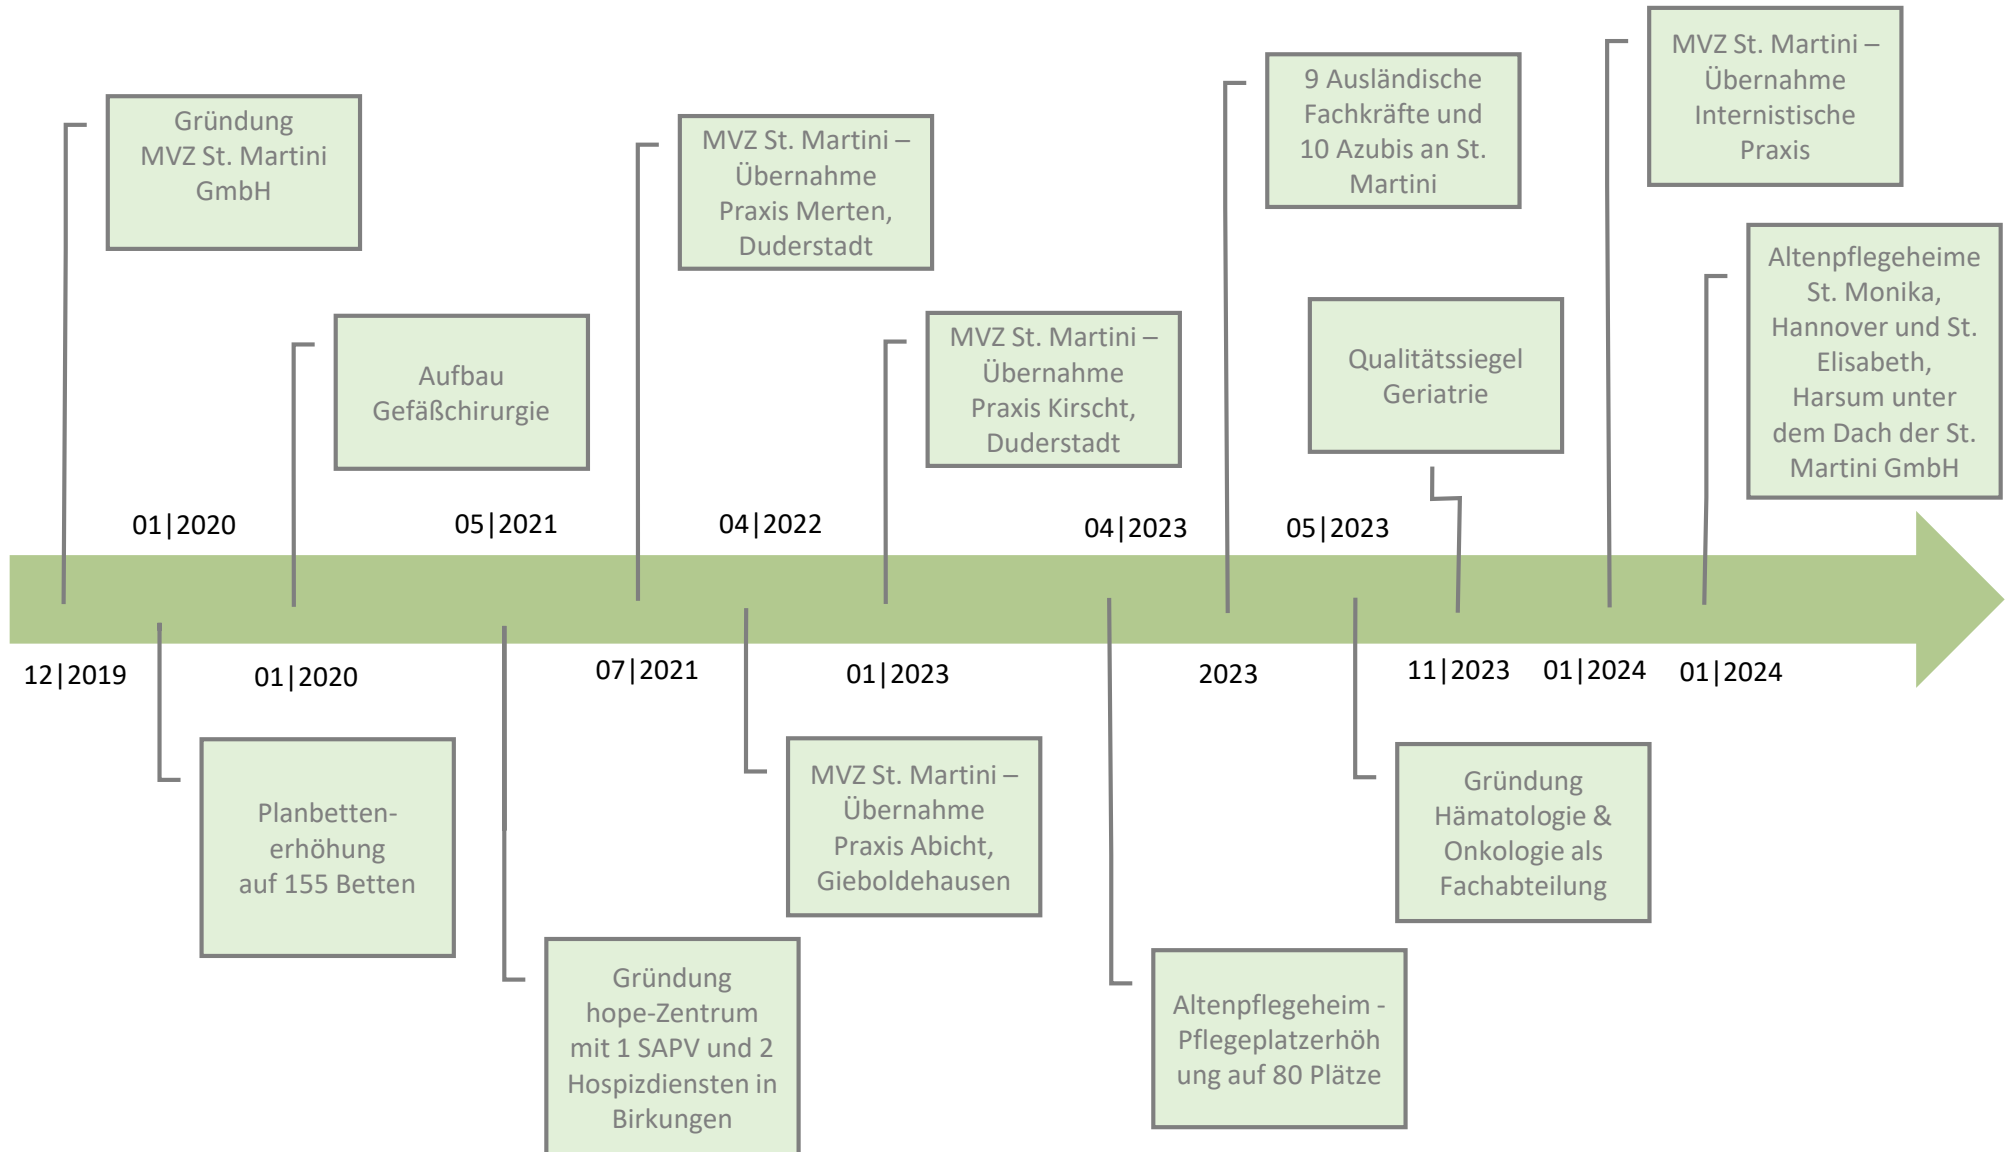 Gründung
MVZ St. Martini
GmbH
Aufbau
Gefäßchirurgie
MVZ St. Martini –
Übernahme
Praxis Merten,
Duderstadt
MVZ St. Martini –
Übernahme
Praxis Kirscht,
Duderstadt
9 Ausländische
Fachkräfte und
10 Azubis an St.
Martini
Qualitätssiegel
Geriatrie
MVZ St. Martini –
Übernahme
Internistische
Praxis
Altenpflegeheime
St. Monika,
Hannover und St.
Elisabeth,
Harsum unter
dem Dach der St.
Martini GmbH
01|2020
05|2021
04|2022
04|2023
05|2023
12|2019
01|2020
07|2021
01|2023
2023
11|2023
01|2024
01|2024
Planbetten-
erhöhung
auf 155 Betten
Gründung
hope-Zentrum
mit 1 SAPV und 2
Hospizdiensten in
Birkungen
MVZ St. Martini –
Übernahme
Praxis Abicht,
Gieboldehausen
Altenpflegeheim -
Pflegeplatzerhöh
ung auf 80 Plätze
Gründung
Hämatologie &
Onkologie als
Fachabteilung